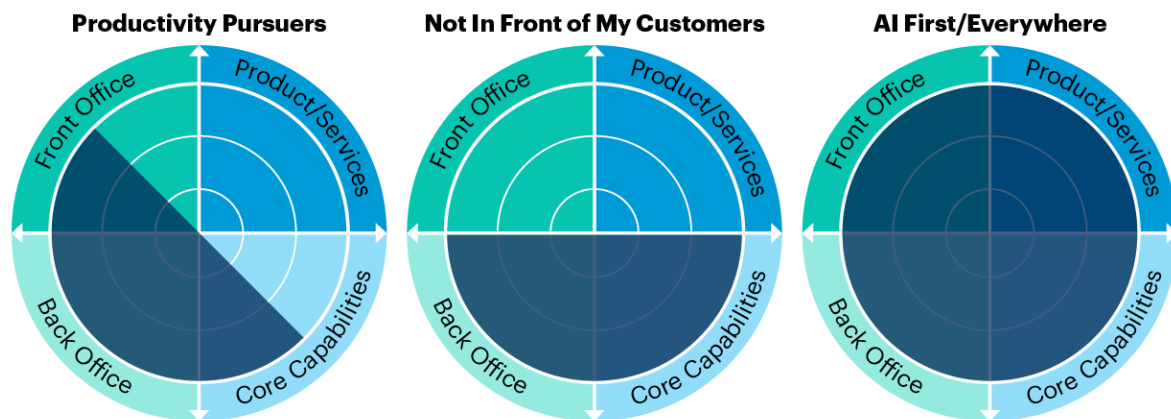 Productivity Pursuers
Front Office
Product/Services
Back Office
Core Capabilities
Not In Front of My Customers
Front Office
Product/Services
Back Office
Core Capabilities
AI First/Everywhere
Front Office
Product/Services
Back Office
Core Capabilities